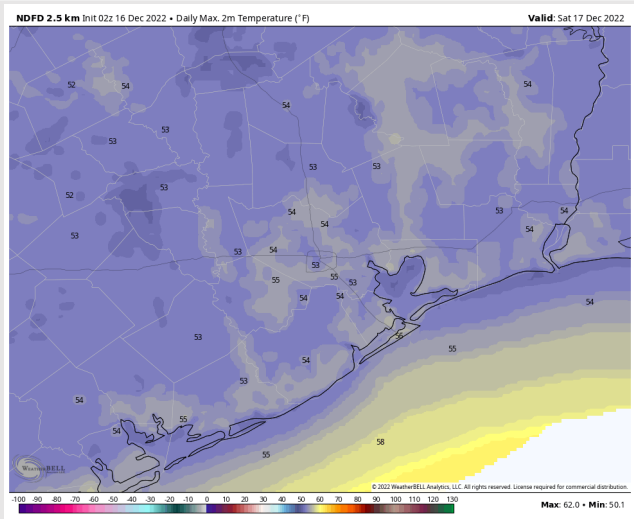 NDFD 2.5 km Init 02z 16 Dec 2022 • Daily Max. 2m Temperature (°F)
Valid: Sat 17 Dec 2022
52 54 54
54
53 53
53 53
52 53
54 53 54
54 54
53
53 54
53
55 55 53
54 54
54
53 56
55
54
53
54
55
54
58
55
WEATHERBELL
© 2022 WeatherBELL Analytics, LLC. All rights reserved. License required for commercial distribution.
-100 -90 -80 -70 -60 -50 -40 -30 -20 -10 0 10 20 30 40 50 60 70 80 90 100 110 120 130
Max: 62.0 • Min: 50.1